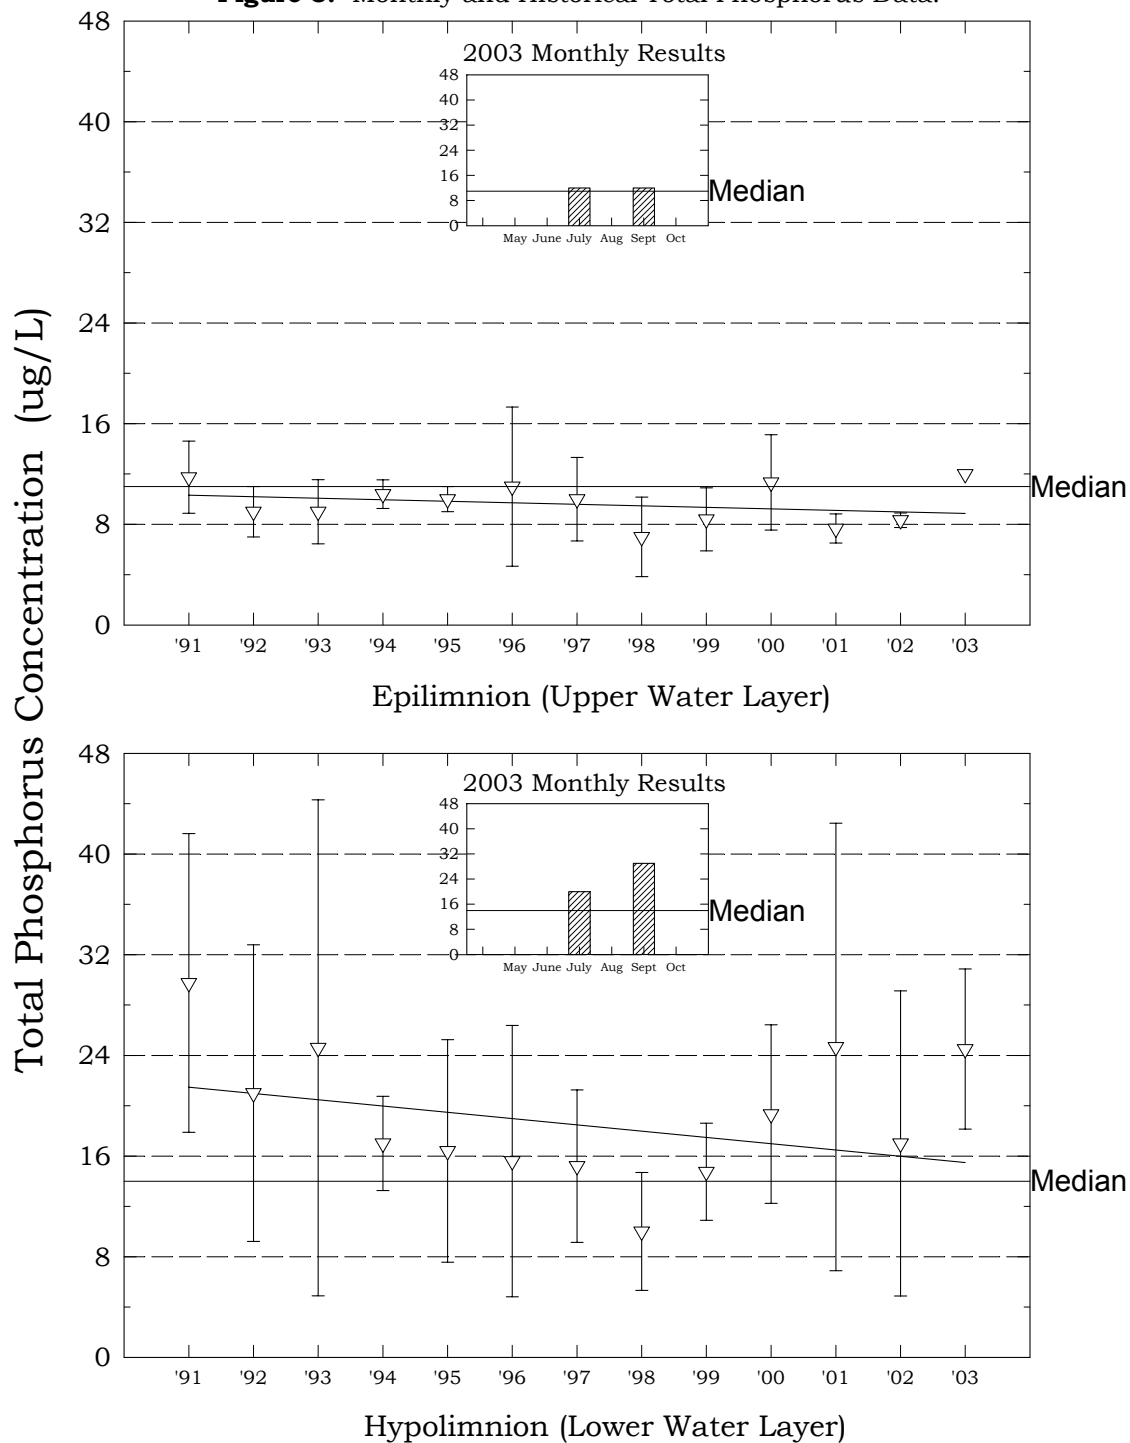 Monthly and Historical Total Phosphorus Data.
Total Phosphorus Concentration (ug/L)
48
40
32
24
16
8
0
2003 Monthly Results
48
40
32
24
16
8
0
May June July Aug Sept Oct
Median
Median
'91 '92 '93 '94 '95 '96 '97 '98 '99 '00 '01 '02 '03
Epilimnion (Upper Water Layer)
48
40
32
24
16
8
0
2003 Monthly Results
48
40
32
24
16
8
0
May June July Aug Sept Oct
Median
Median
'91 '92 '93 '94 '95 '96 '97 '98 '99 '00 '01 '02 '03
Hypolimnion (Lower Water Layer)